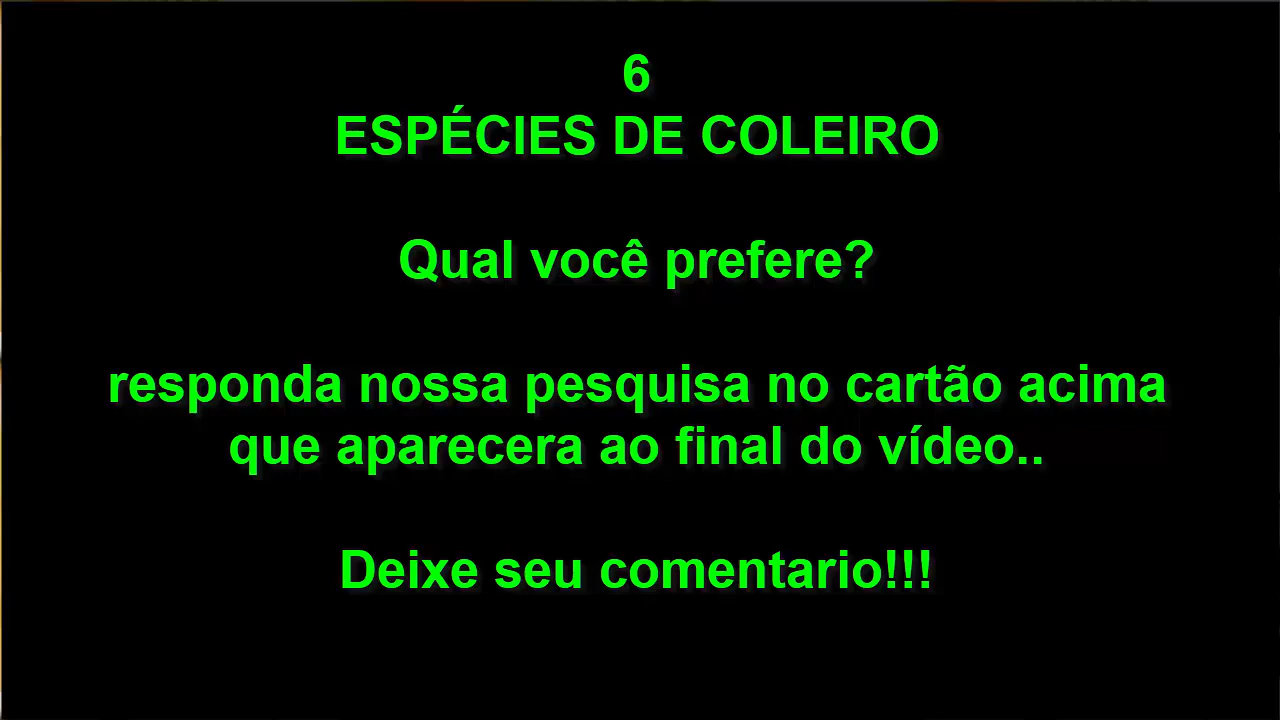 6
ESPÉCIES DE COLEIRO
Qual você prefere?
responda nossa pesquisa no cartão acima
que aparecera ao final do vídeo..
Deixe seu comentario!!!